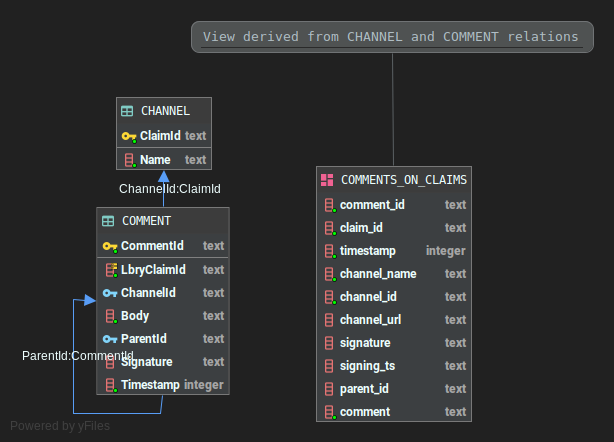 View derived from CHANNEL and COMMENT relations
CHANNEL
ClaimId text
Name text
ChannelId:ClaimId
COMMENT
CommentId text
LbryClaimId text
ChannelId text
Body text
ParentId text
ParentId:CommentId
Signature text
Timestamp integer
COMMENTS_ON_CLAIMS
comment_id text
claim_id text
timestamp integer
channel_name text
channel_id text
channel_url text
signature text
signing_ts text
parent_id text
comment text
Powered by yFiles